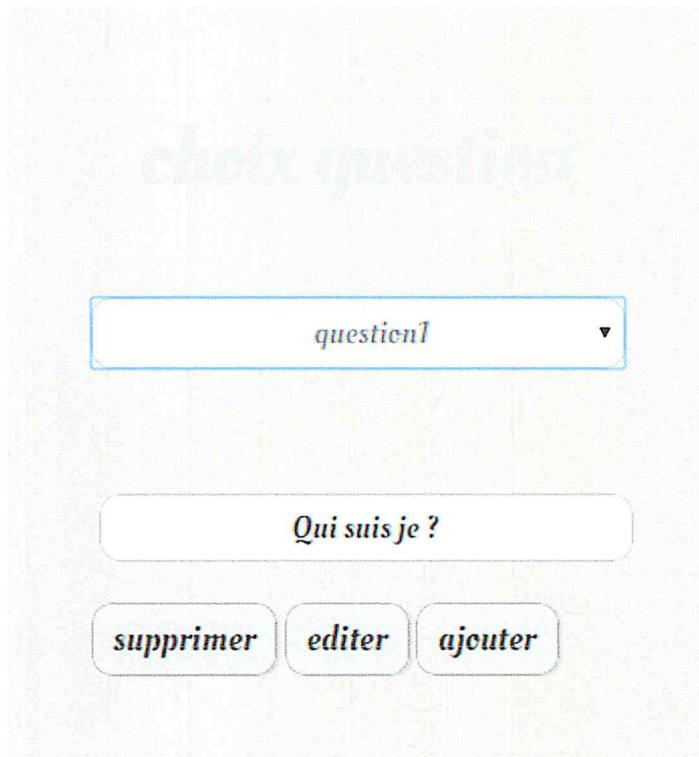 choix question
question1
Qui suis je ?
supprimer editer ajouter